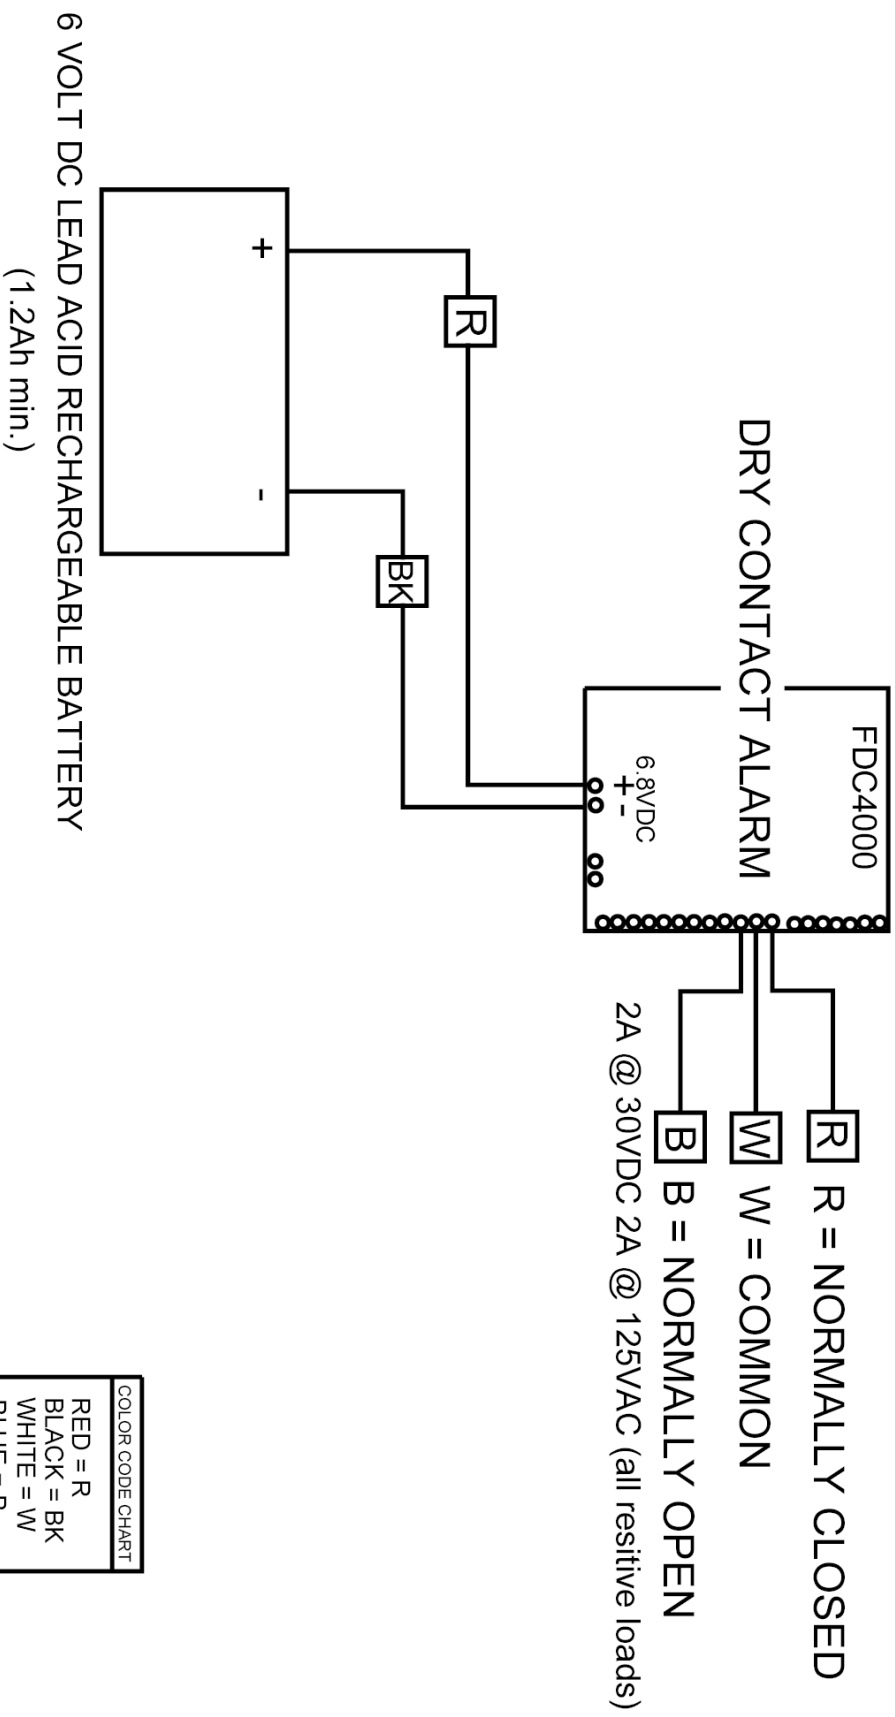 FDC4000
DRY CONTACT ALARM
6.8VDC
+ -
R
R = NORMALLY CLOSED
W
W = COMMON
B
B = NORMALLY OPEN
2A @ 30VDC 2A @ 125VAC (all resitive loads)
R
BK
+ -
6 VOLT DC LEAD ACID RECHARGEABLE BATTERY
(1.2Ah min.)
COLOR CODE CHART
RED = R
BLACK = BK
WHITE = W